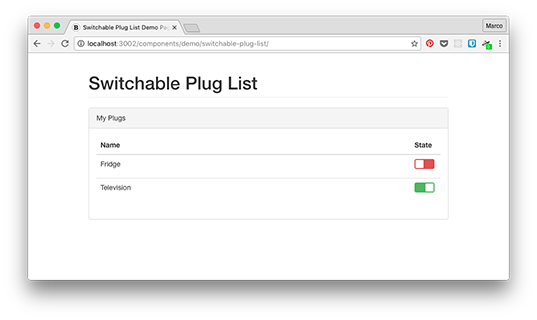 B Switchable Plug List Demo Pa
Marco
localhost:3002/components/demo/switchable-plug-list/
Switchable Plug List
My Plugs
Name State
Fridge
Television